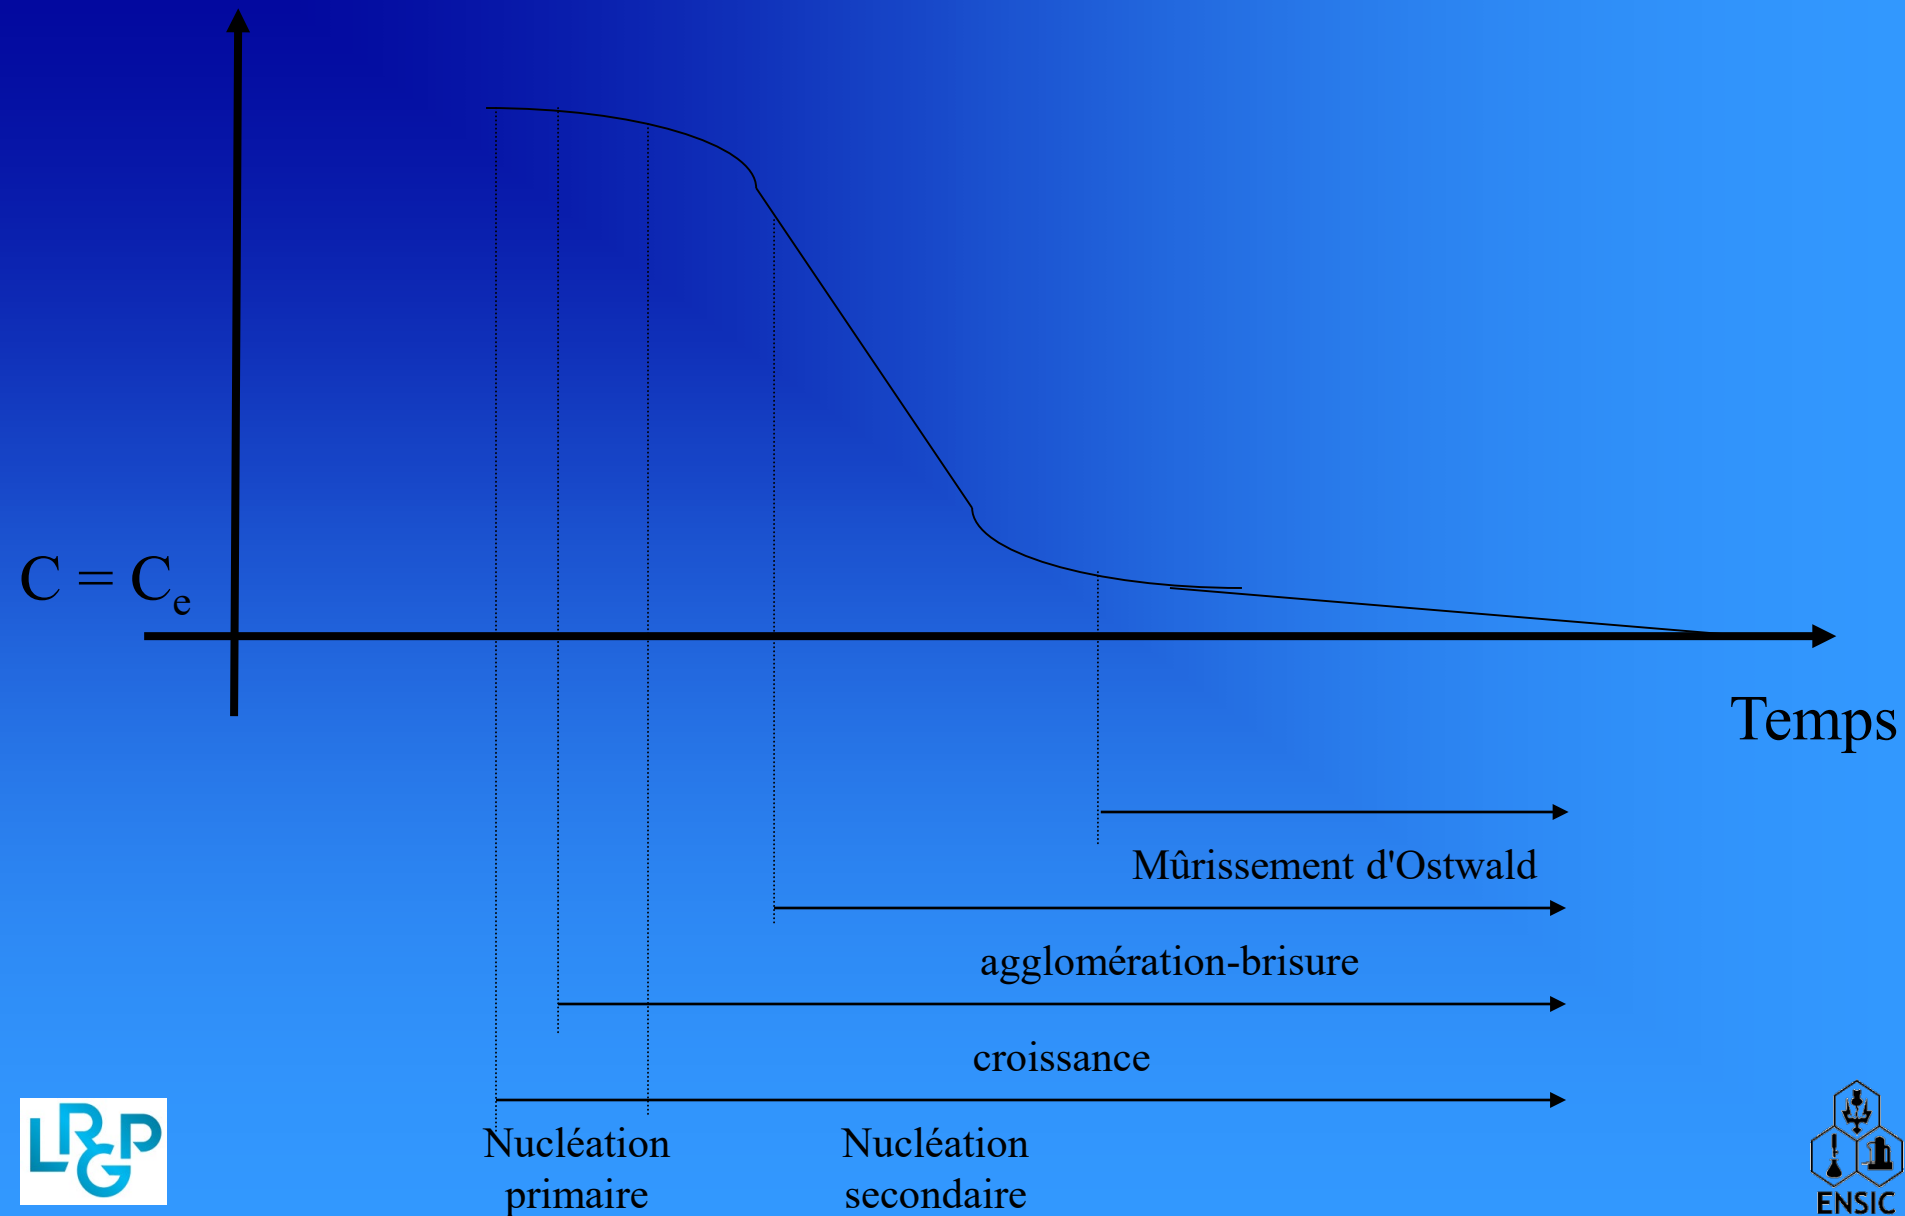 C = Ce
Temps
Mûrissement d'Ostwald
agglomération-brisure
croissance
Nucléation
primaire
Nucléation
secondaire
LRGP
ENSIC